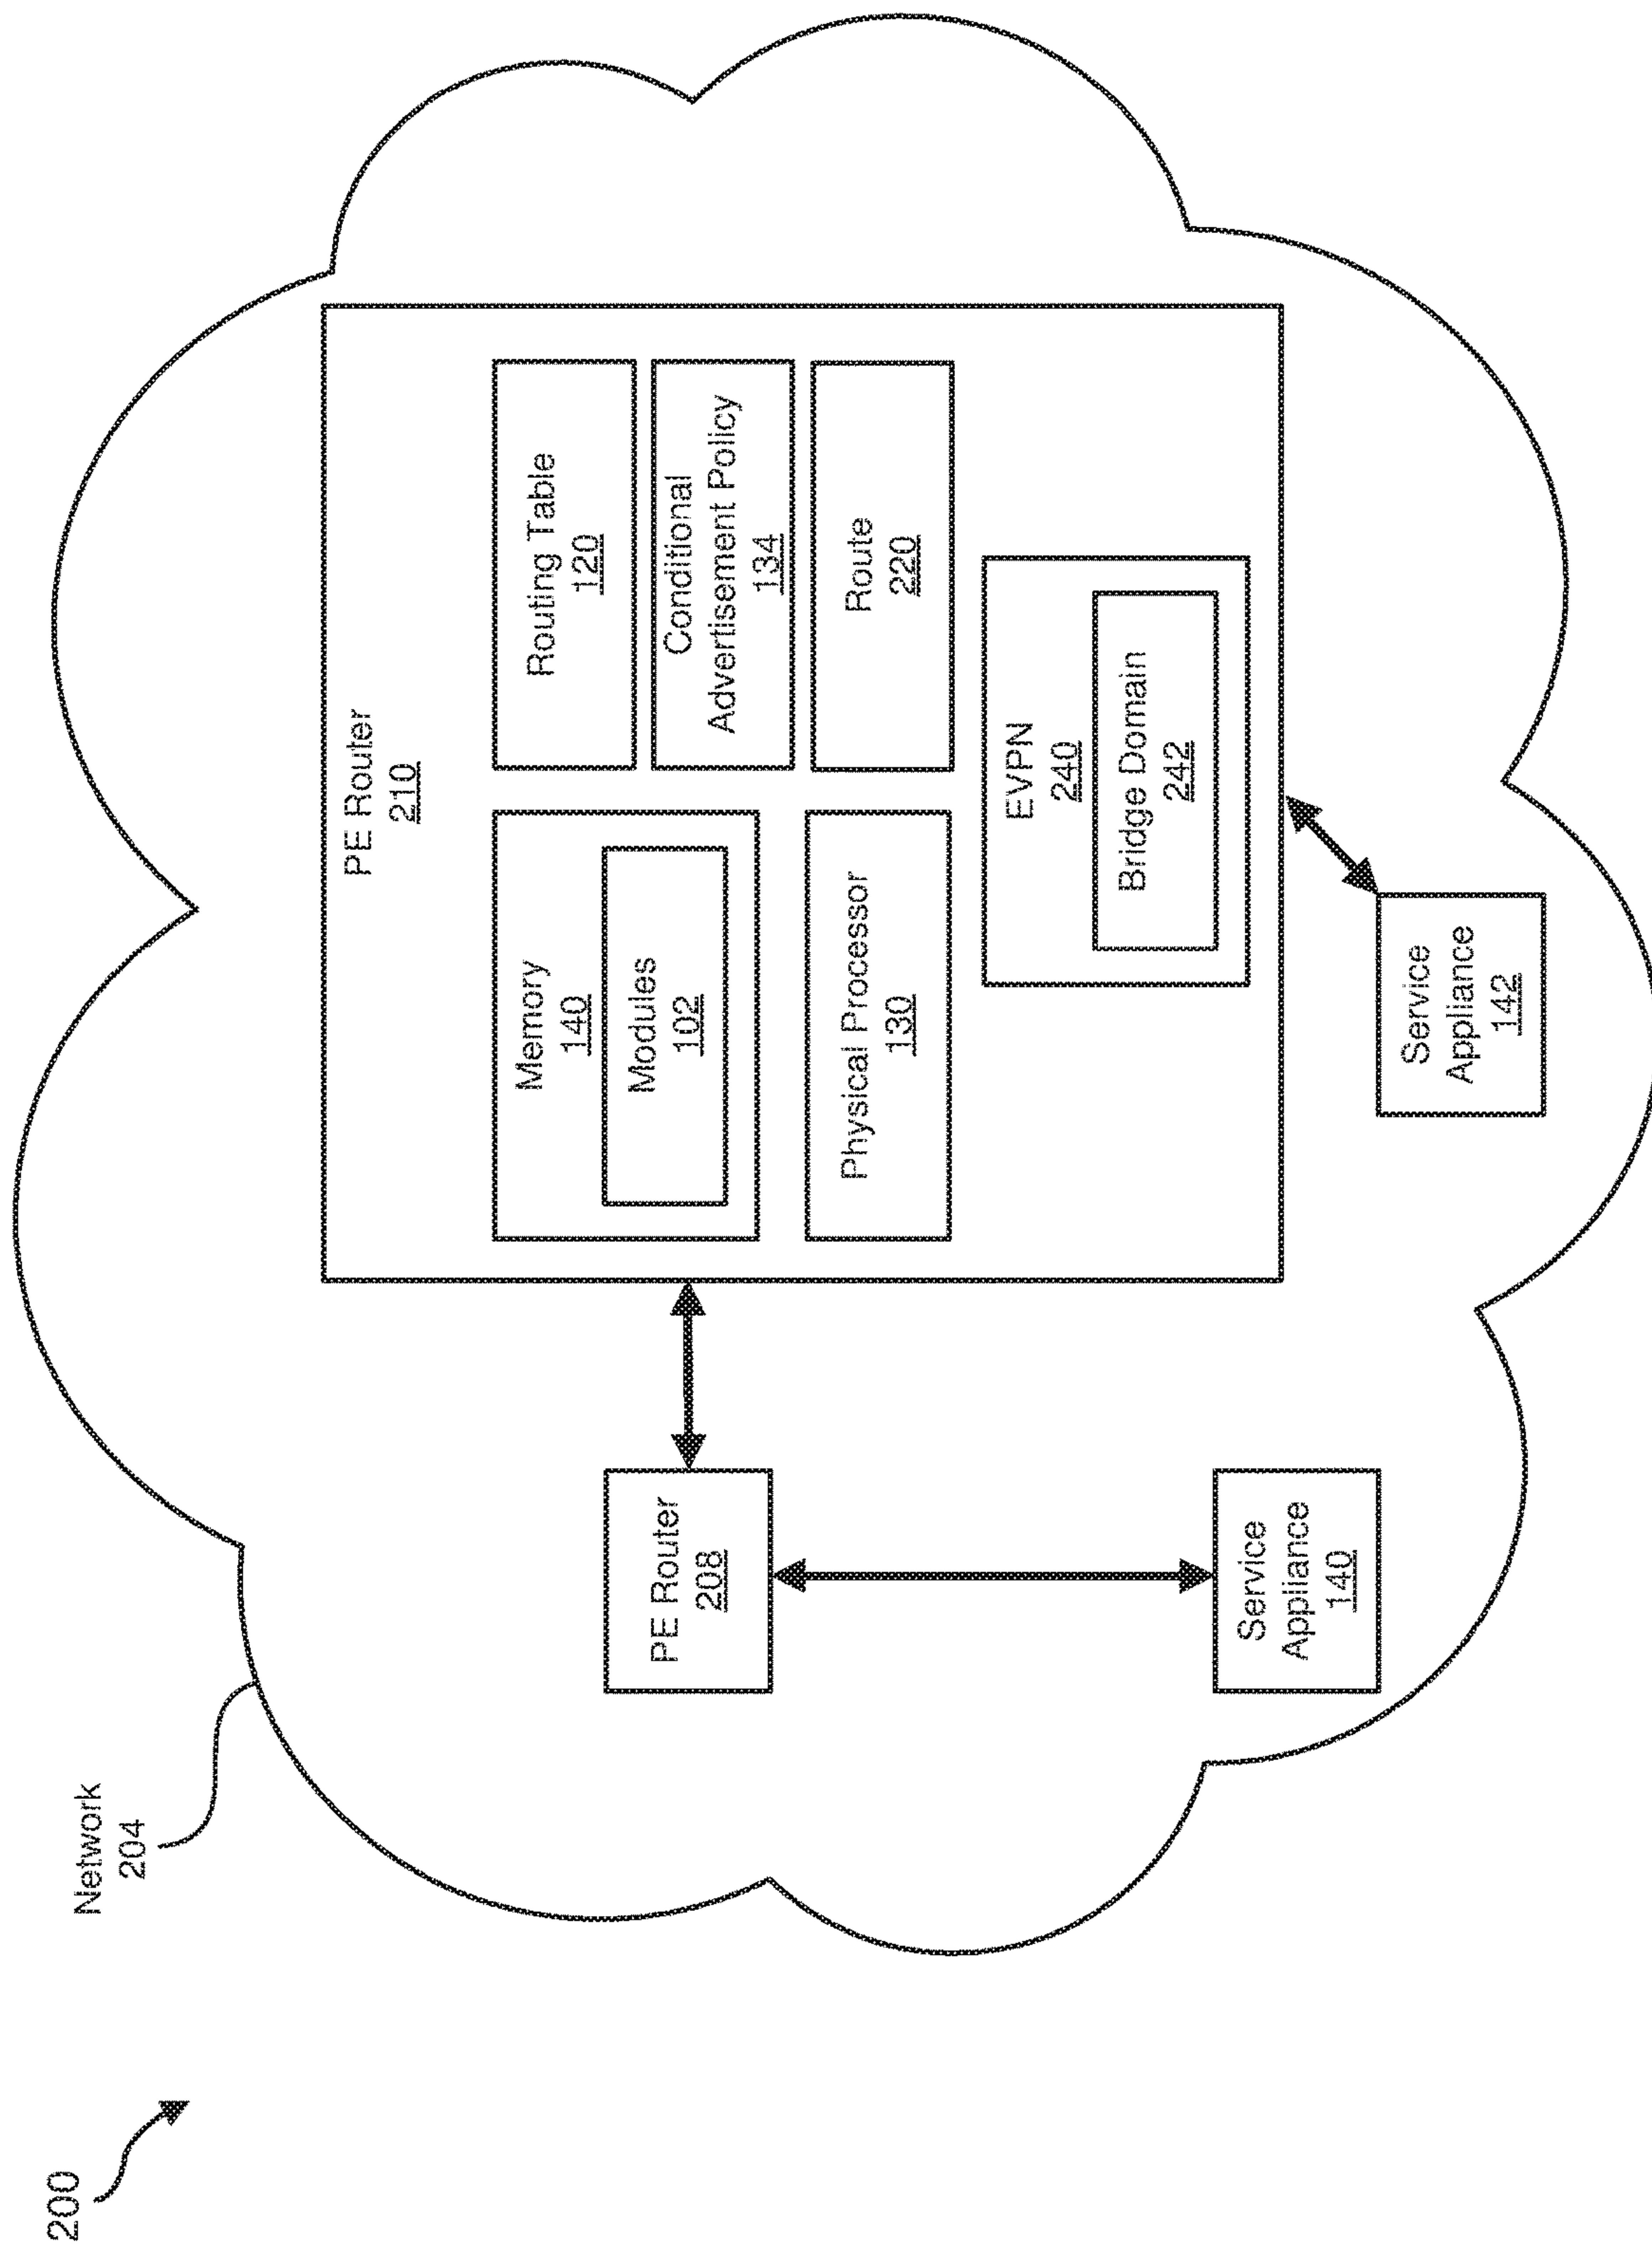 200
Network
204
PE Router
210
Memory
140
Modules
102
Physical Processor
130
Routing Table
120
Conditional
Advertisement Policy
134
Route
220
EVPN
240
Bridge Domain
242
PE Router
208
Service
Appliance
140
Service
Appliance
142